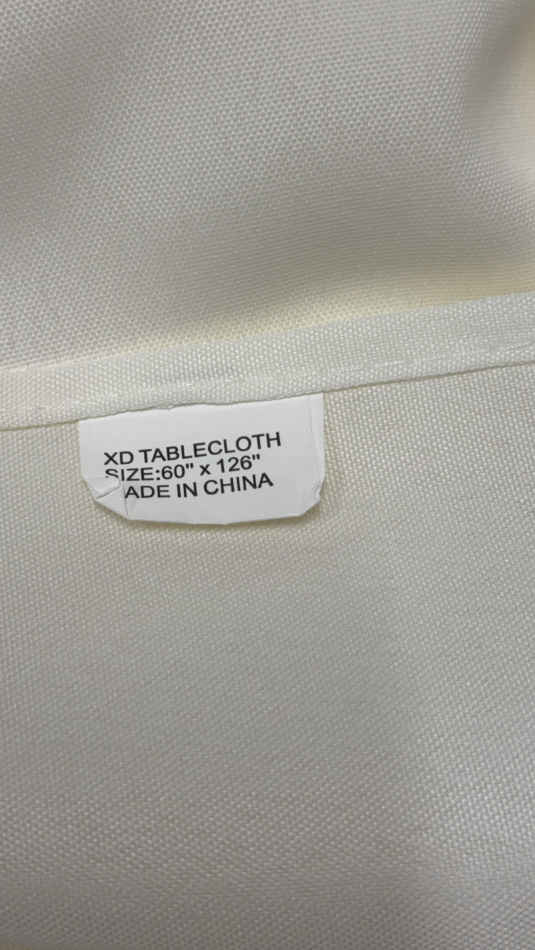 XD TABLECLOTH
SIZE:60" x 126"
ADE IN CHINA